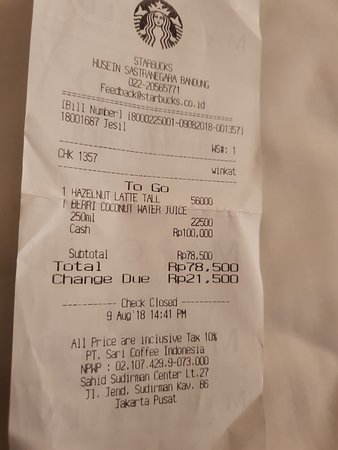 STARBUCKS
HUSEIN SASTRANEGARA BANDUNG
022-20565771
Feedback@starbucks.co.id
[Bill Number] [8000225001-09082018-001357]
18001687 Jesil
WS#: 1
CHK 1357 winkat
To Go
1 HAZELNUT LATTE TALL 56000
1 BERRI COCONUT WATER JUICE
250ml 22500
Cash Rp100,000
Subtotal Rp78,500
Total Rp78,500
Change Due Rp21,500
---------- Check Closed ----------
9 Aug'18 14:41 PM
All Price are inclusive Tax 10%
PT. Sari Coffee Indonesia
NPWP : 02.107.429.9-073.000
Sahid Sudirman Center Lt.27
Jl. Jend. Sudirman Kav. 86
Jakarta Pusat